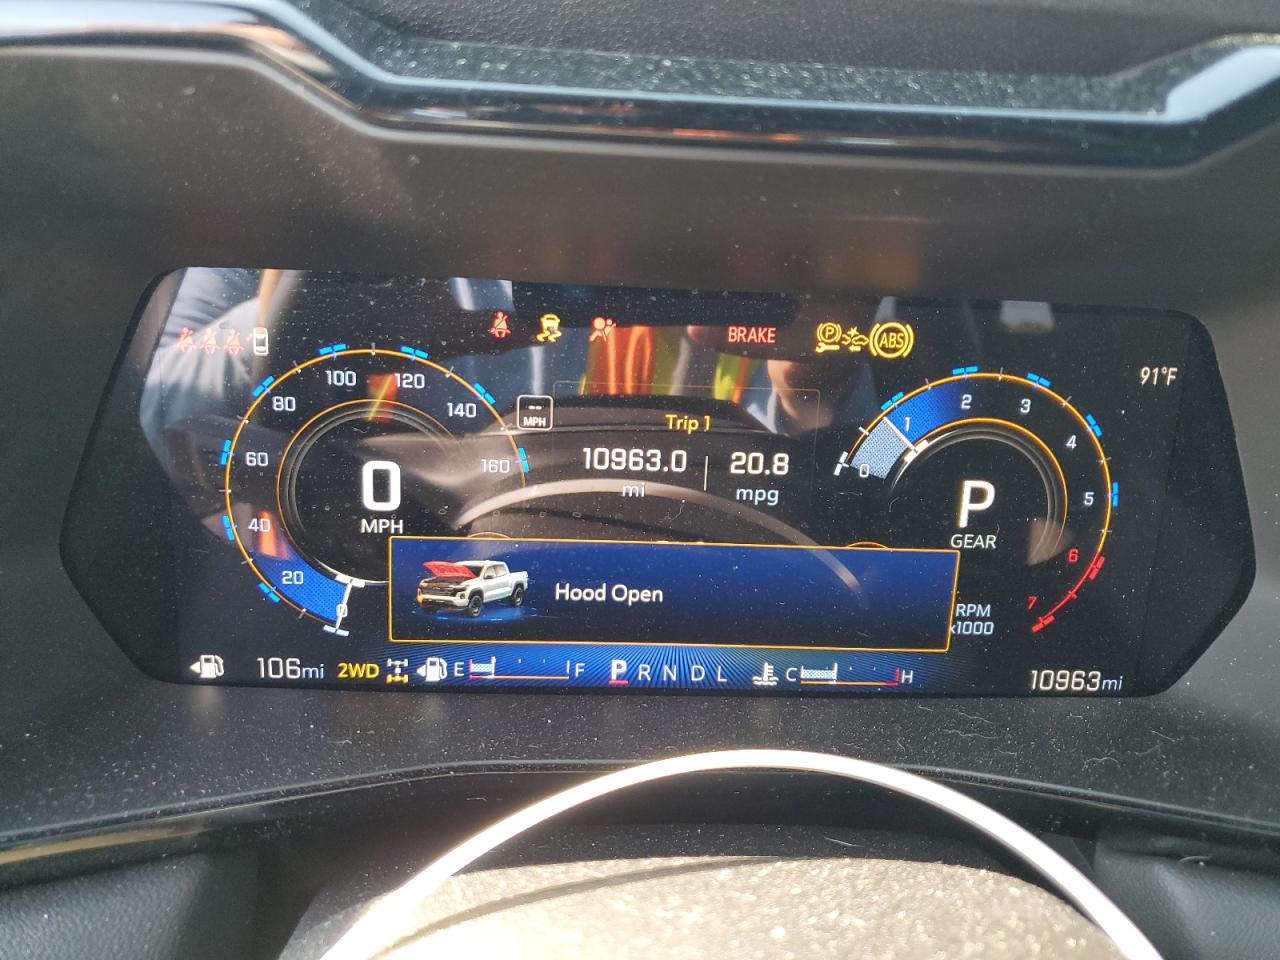 BRAKE
P
ABS
91°F
0
20
40
60
80
100
120
140
160
0
MPH
--
MPH
Trip 1
10963.0
mi
20.8
mpg
0
1
2
3
4
5
6
7
P
GEAR
RPM
x1000
Hood Open
106mi 2WD E F P R N D L C H 10963mi